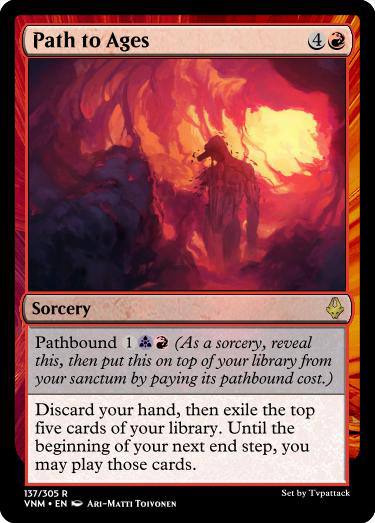 Path to Ages 4
Sorcery
Pathbound 1 (As a sorcery, reveal
this, then put this on top of your library from
your sanctum by paying its pathbound cost.)
Discard your hand, then exile the top
five cards of your library. Until the
beginning of your next end step, you
may play those cards.
137/305 R
VNM • EN Ari-Matti Toivonen
Set by Tvpattack